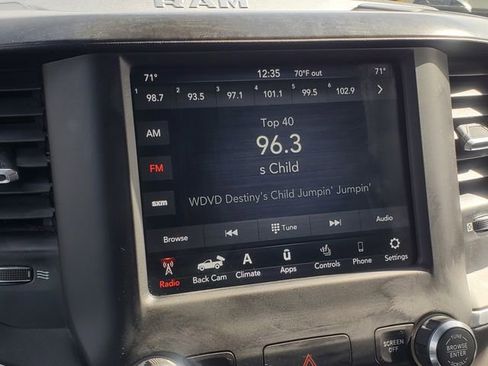 RAM
71° 12:35 70°F out 71°
1 98.7 2 93.5 3 97.1 4 101.1 5 99.5 6 102.9
AM
FM
sxm
Top 40
96.3
s Child
WDVD Destiny's Child Jumpin' Jumpin'
Browse Tune Audio
Radio Back Cam Climate Apps Controls Phone Settings
SCREEN OFF
TUNE
BROWSE
ENTER